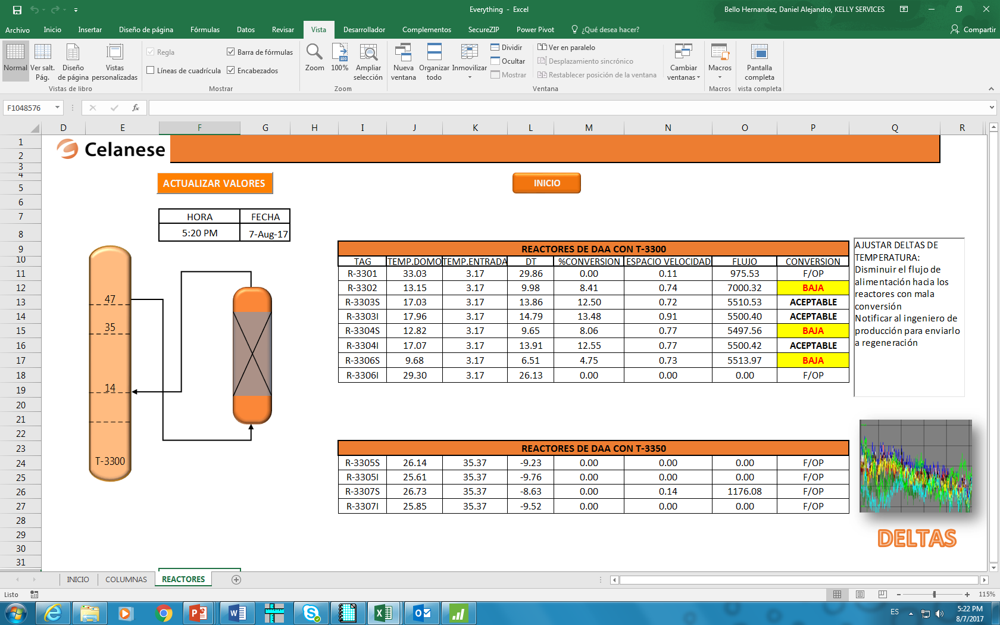 Everything - Excel
Bello Hernandez, Daniel Alejandro, KELLY SERVICES
Archivo Inicio Insertar Diseño de página Fórmulas Datos Revisar Vista Desarrollador Complementos SecureZIP Power Pivot ¿Qué desea hacer? Compartir
Normal
Ver salt. Pág.
Diseño de página
Vistas personalizadas
Vistas de libro
Regla
Barra de fórmulas
Líneas de cuadrícula
Encabezados
Mostrar
Zoom
100
100%
Ampliar selección
Zoom
Nueva ventana
Organizar todo
Inmovilizar
Dividir
Ocultar
Mostrar
Ver en paralelo
Desplazamiento sincrónico
Restablecer posición de la ventana
Cambiar ventanas
Ventana
Macros
Macros
Pantalla completa
vista completa
F1048576
fx
D E F G H I J K L M N O P Q R
1
2
3
4
5
6
7
8
9
10
11
12
13
14
15
16
17
18
19
20
21
22
23
24
25
26
27
28
29
30
31
Celanese
ACTUALIZAR VALORES
INICIO
HORA FECHA
5:20 PM 7-Aug-17
47
35
14
T-3300
REACTORES DE DAA CON T-3300
TAG TEMP.DOMO TEMP.ENTRADA DT %CONVERSION ESPACIO VELOCIDAD FLUJO CONVERSION
R-3301 33.03 3.17 29.86 0.00 0.11 975.53 F/OP
R-3302 13.15 3.17 9.98 8.41 0.74 7000.32 BAJA
R-3303S 17.03 3.17 13.86 12.50 0.72 5510.53 ACEPTABLE
R-3303I 17.96 3.17 14.79 13.48 0.91 5500.40 ACEPTABLE
R-3304S 12.82 3.17 9.65 8.06 0.77 5497.56 BAJA
R-3304I 17.07 3.17 13.91 12.55 0.77 5500.42 ACEPTABLE
R-3306S 9.68 3.17 6.51 4.75 0.73 5513.97 BAJA
R-3306I 29.30 3.17 26.13 0.00 0.00 0.00 F/OP
AJUSTAR DELTAS DE
TEMPERATURA:
Disminuir el flujo de
alimentación hacia los
reactores con mala
conversión
Notificar al ingeniero de
producción para enviarlo
a regeneración
REACTORES DE DAA CON T-3350
R-3305S 26.14 35.37 -9.23 0.00 0.00 0.00 F/OP
R-3305I 25.61 35.37 -9.76 0.00 0.00 0.00 F/OP
R-3307S 26.73 35.37 -8.63 0.00 0.14 1176.08 F/OP
R-3307I 25.85 35.37 -9.52 0.00 0.00 0.00 F/OP
DELTAS
INICIO COLUMNAS REACTORES
Listo
115%
ES
5:22 PM
8/7/2017